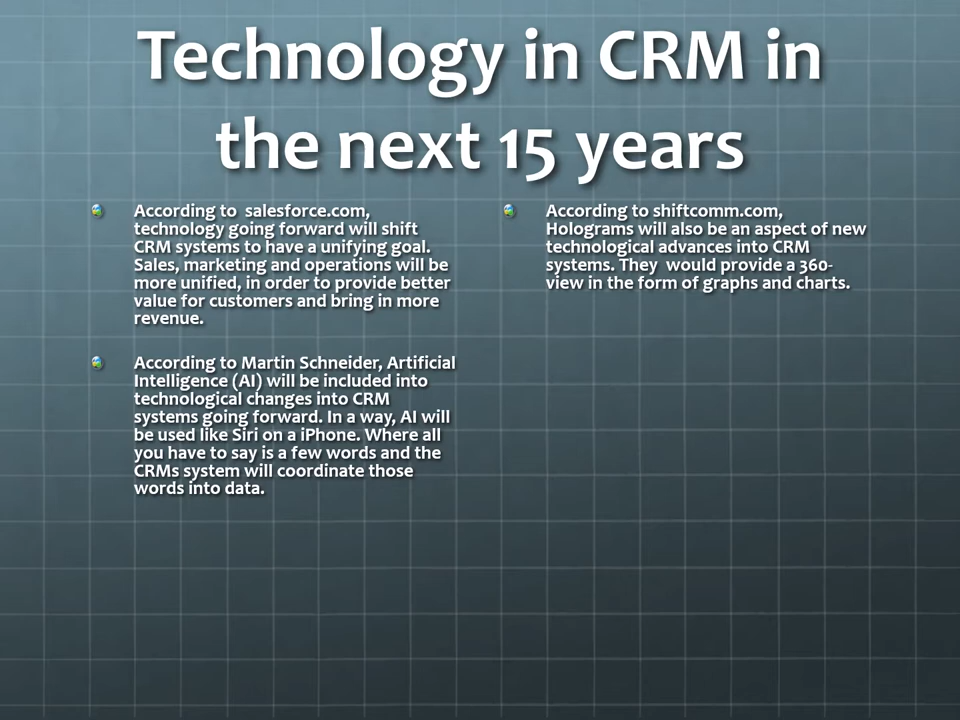 Technology in CRM in
the next 15 years
According to  salesforce.com,
technology going forward will shift
CRM systems to have a unifying goal.
Sales, marketing and operations will be
more unified, in order to provide better
value for customers and bring in more
revenue.
According to Martin Schneider, Artificial
Intelligence (AI) will be included into
technological changes into CRM
systems going forward. In a way, AI will
be used like Siri on a iPhone. Where all
you have to say is a few words and the
CRMs system will coordinate those
words into data.
According to shiftcomm.com,
Holograms will also be an aspect of new
technological advances into CRM
systems. They  would provide a 360-
view in the form of graphs and charts.